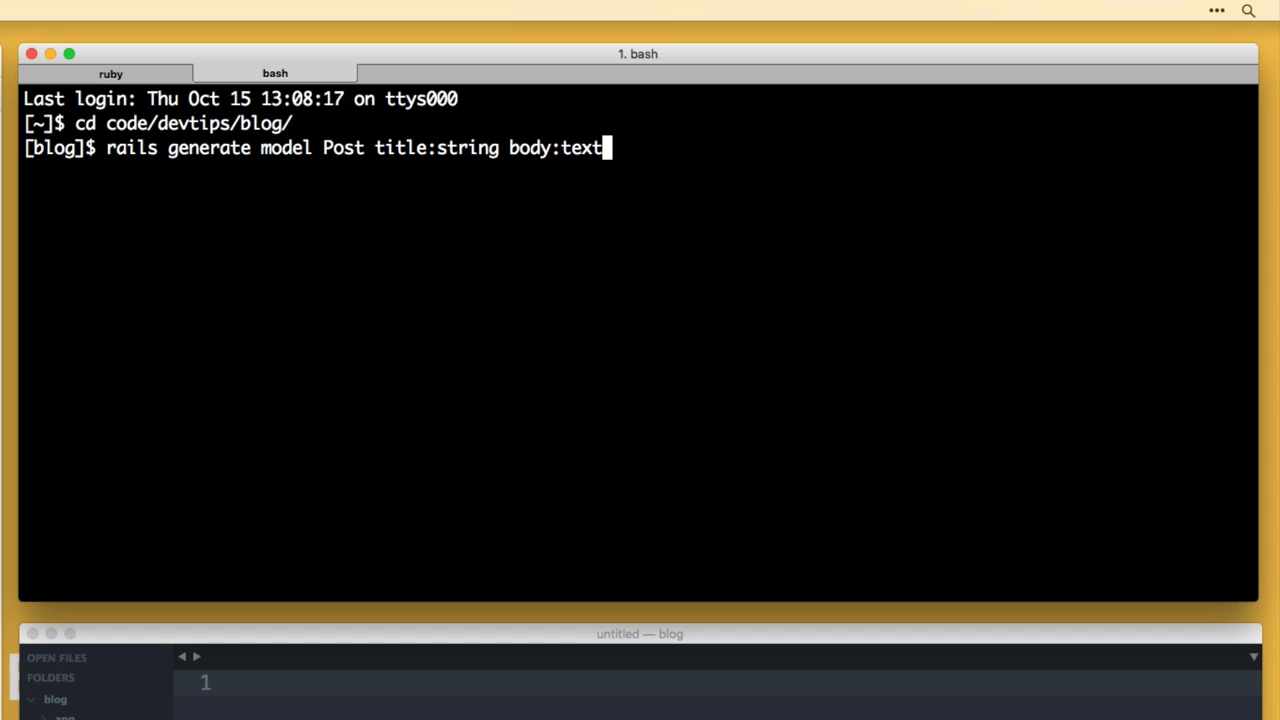 1. bash
ruby
bash
Last login: Thu Oct 15 13:08:17 on ttys000
[~]$ cd code/devtips/blog/
[blog]$ rails generate model Post title:string body:text
untitled — blog
OPEN FILES
FOLDERS
blog
1
app